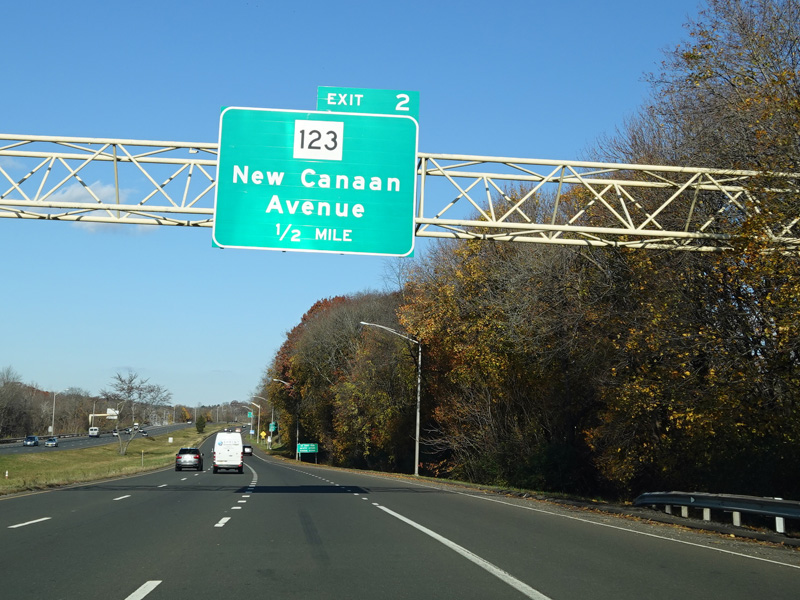 EXIT 2
123
New Canaan
Avenue
1/2 MILE